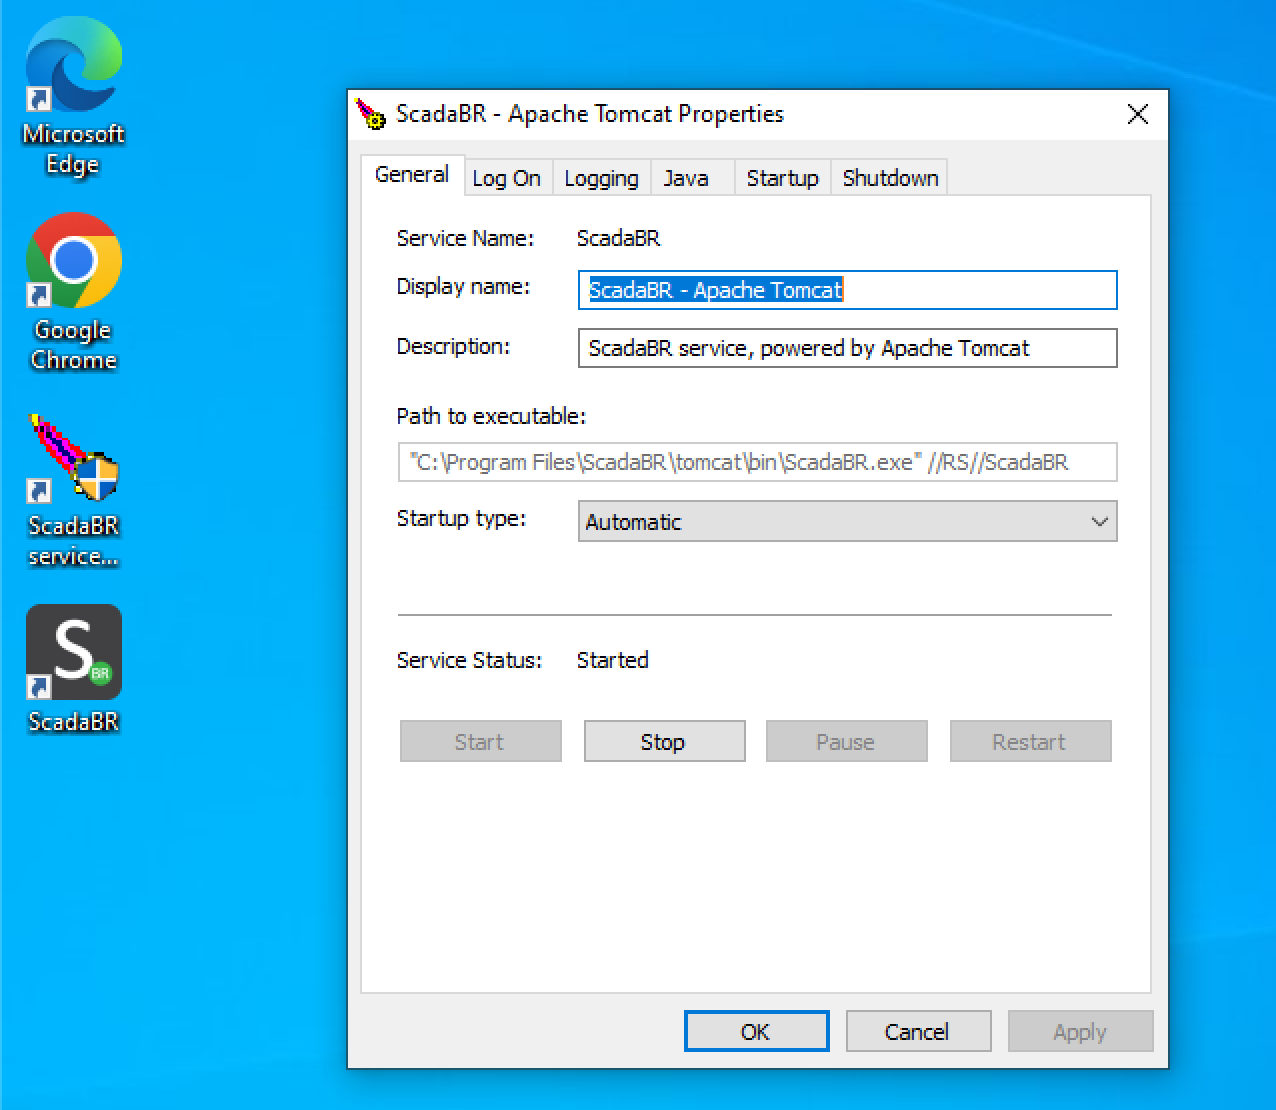 Microsoft
Edge
Google
Chrome
ScadaBR
service...
S
BR
ScadaBR
ScadaBR - Apache Tomcat Properties
General Log On Logging Java Startup Shutdown
Service Name: ScadaBR
Display name: ScadaBR - Apache Tomcat
Description: ScadaBR service, powered by Apache Tomcat
Path to executable:
"C:\Program Files\ScadaBR\tomcat\bin\ScadaBR.exe" //RS//ScadaBR
Startup type: Automatic
Service Status: Started
Start Stop Pause Restart
OK Cancel Apply